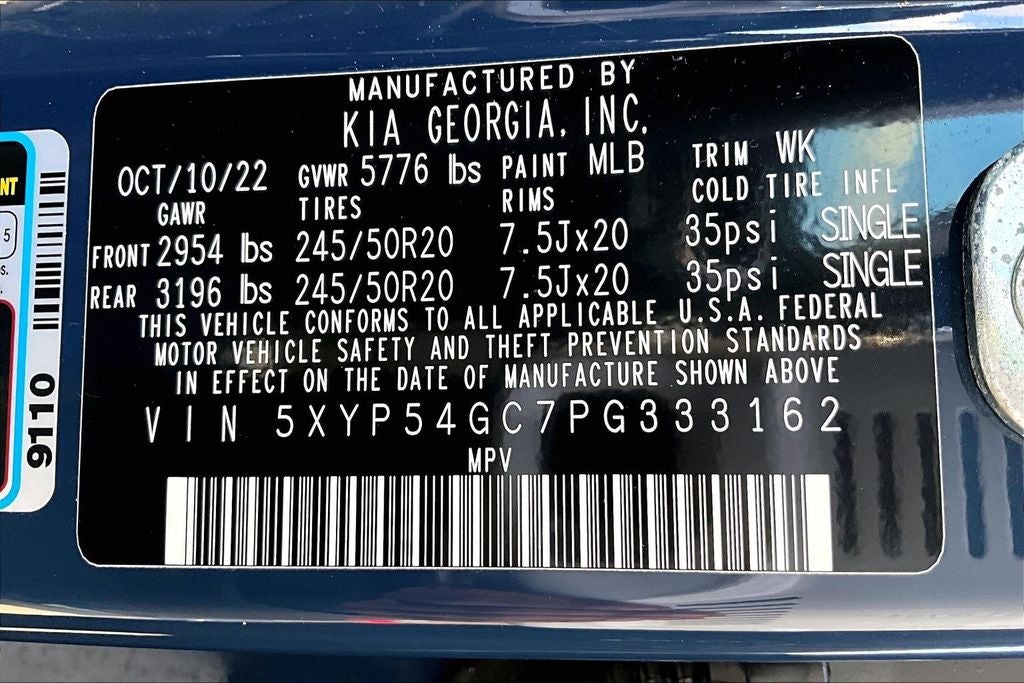 MANUFACTURED BY
KIA GEORGIA, INC.
OCT/10/22 GVWR 5776 lbs PAINT MLB TRIM WK
GAWR TIRES RIMS COLD TIRE INFL
FRONT 2954 lbs 245/50R20 7.5Jx20 35psi SINGLE
REAR 3196 lbs 245/50R20 7.5Jx20 35psi SINGLE
THIS VEHICLE CONFORMS TO ALL APPLICABLE U.S.A. FEDERAL
MOTOR VEHICLE SAFETY AND THEFT PREVENTION STANDARDS
IN EFFECT ON THE DATE OF MANUFACTURE SHOWN ABOVE
VIN 5XYP54GC7PG333162
MPV
9110
5